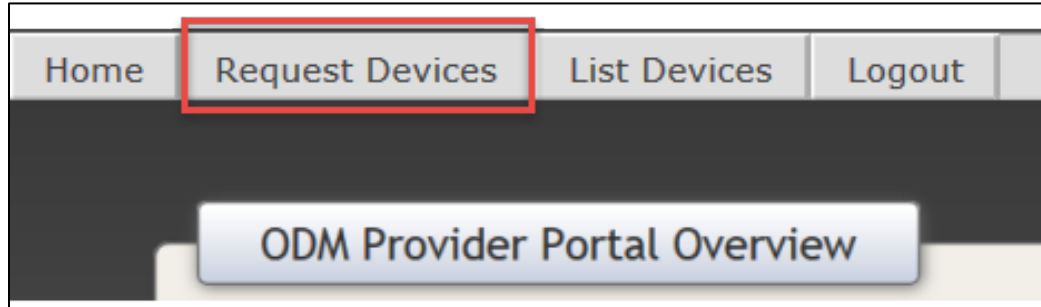 Home Request Devices List Devices Logout
ODM Provider Portal Overview